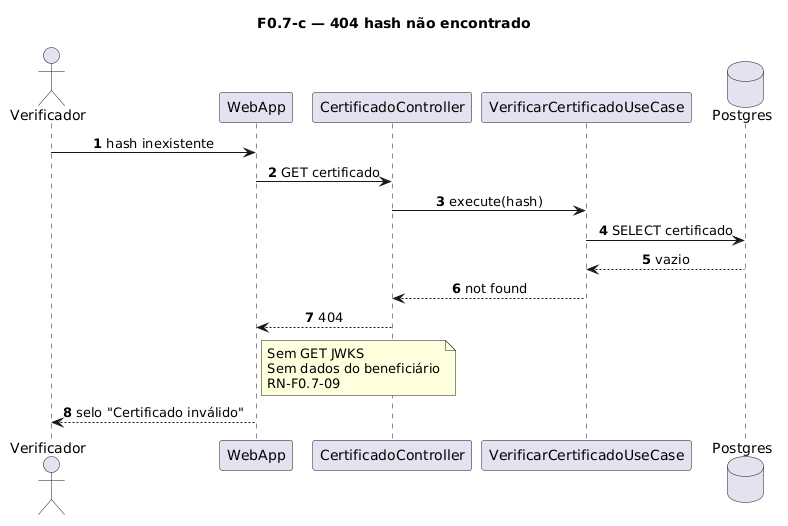 F0.7-c — 404 hash não encontrado
Verificador
WebApp
CertificadoController
VerificarCertificadoUseCase
Postgres
1 hash inexistente
2 GET certificado
3 execute(hash)
4 SELECT certificado
5 vazio
6 not found
7 404
Sem GET JWKS
Sem dados do beneficiário
RN-F0.7-09
8 selo "Certificado inválido"
Verificador
WebApp
CertificadoController
VerificarCertificadoUseCase
Postgres